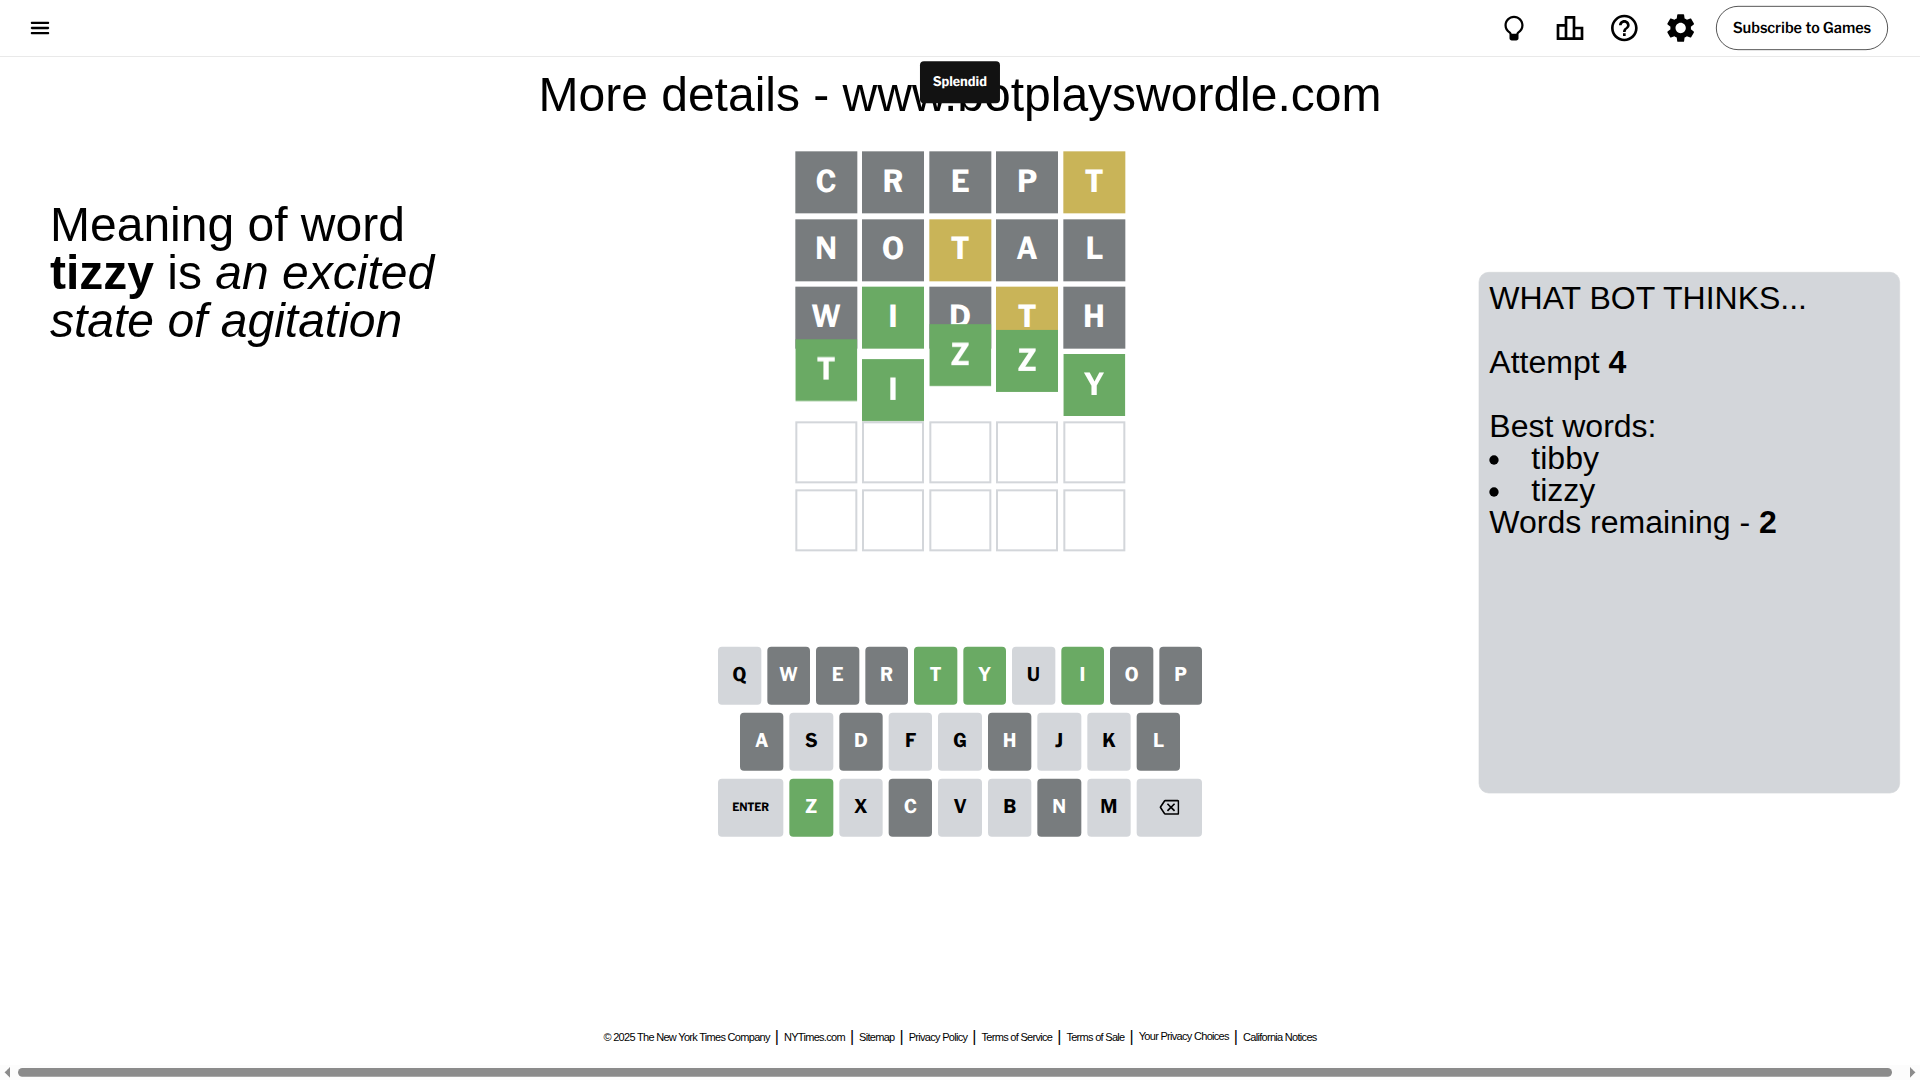 Subscribe to Games
Splendid
More details - www.botplayswordle.com
Meaning of word
tizzy is an excited
state of agitation
C R E P T
N O T A L
W I D T H
T I Z Z Y
WHAT BOT THINKS...
Attempt 4
Best words:
• tibby
• tizzy
Words remaining - 2
Q W E R T Y U I O P
A S D F G H J K L
ENTER Z X C V B N M
© 2025 The New York Times Company | NYTimes.com | Sitemap | Privacy Policy | Terms of Service | Terms of Sale | Your Privacy Choices | California Notices